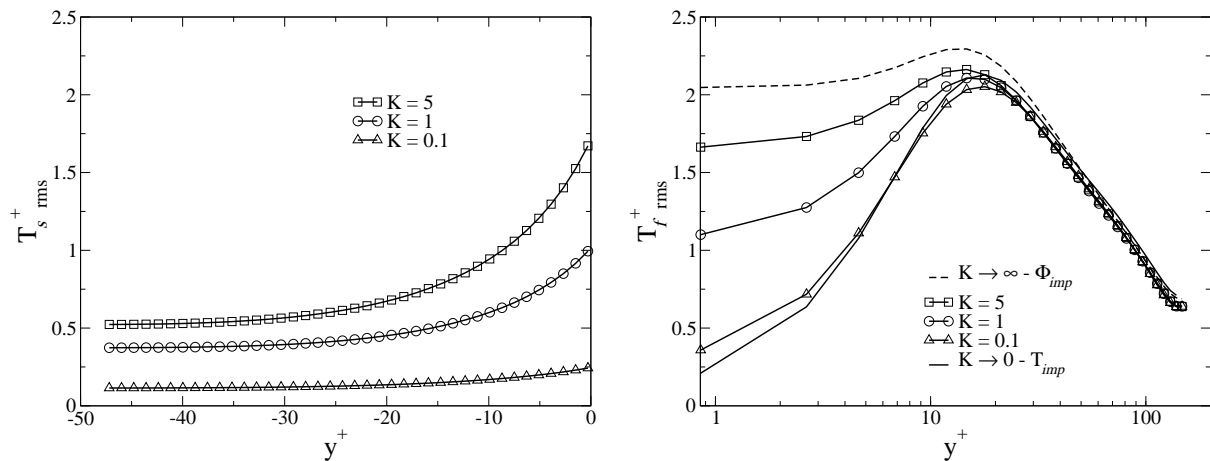 2.5
2
1.5
1
0.5
0
-50
-40
-30
-20
-10
0
y+
Ts+ rms
K = 5
K = 1
K = 0.1
2.5
2
1.5
1
0.5
0
1
10
100
y+
Tf+ rms
K → ∞ - Φimp
K = 5
K = 1
K = 0.1
K → 0 - Timp